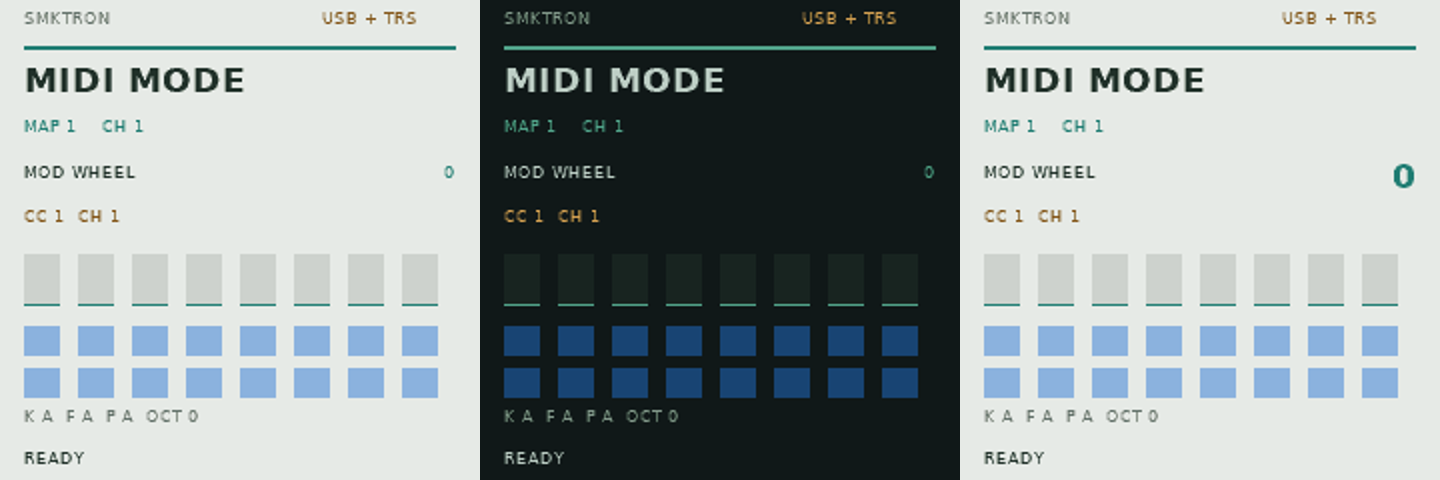 SMKTRON USB + TRS
MIDI MODE
MAP 1 CH 1
MOD WHEEL 0
CC 1 CH 1
K A F A P A OCT 0
READY
SMKTRON USB + TRS
MIDI MODE
MAP 1 CH 1
MOD WHEEL 0
CC 1 CH 1
K A F A P A OCT 0
READY
SMKTRON USB + TRS
MIDI MODE
MAP 1 CH 1
MOD WHEEL 0
CC 1 CH 1
K A F A P A OCT 0
READY